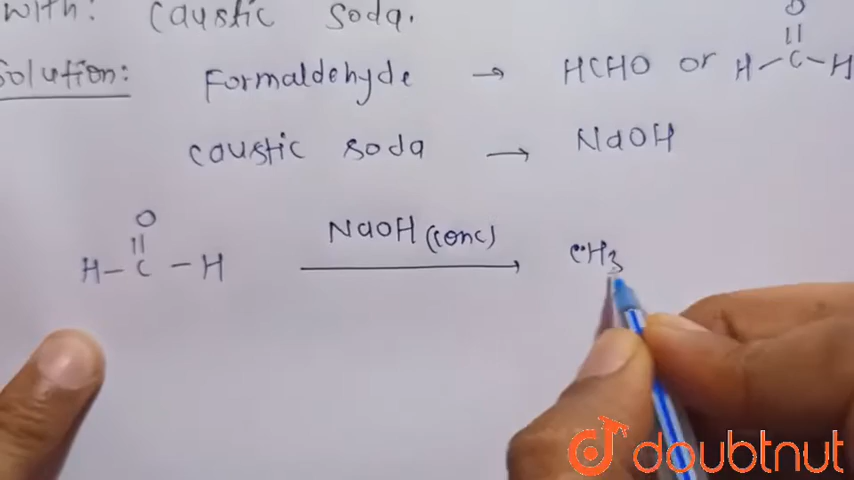 with: caustic soda.
Solution: Formaldehyde → HCHO or H-C-H
O
caustic soda → NaOH
O
H-C-H NaOH (conc) CH3
doubtnut